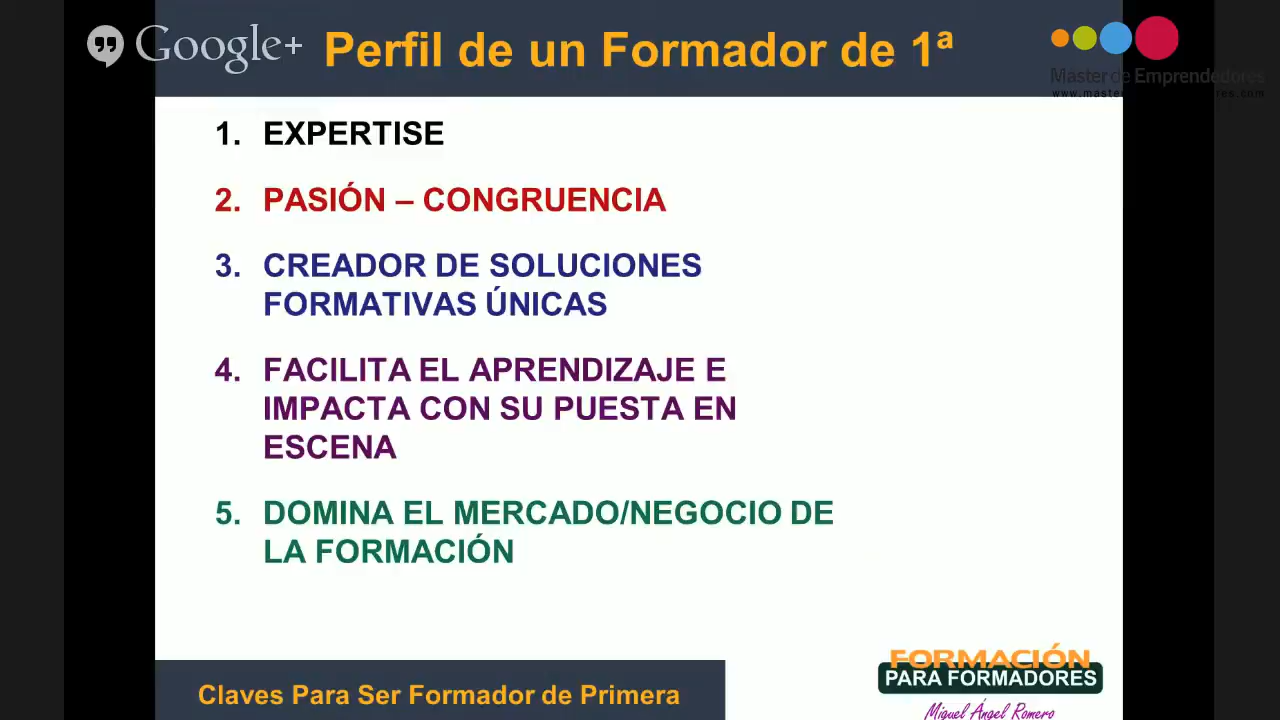 Google+
Perfil de un Formador de 1ª
Master de Emprendedores
1. EXPERTISE
2. PASIÓN – CONGRUENCIA
3. CREADOR DE SOLUCIONES
FORMATIVAS ÚNICAS
4. FACILITA EL APRENDIZAJE E
IMPACTA CON SU PUESTA EN
ESCENA
5. DOMINA EL MERCADO/NEGOCIO DE
LA FORMACIÓN
Claves Para Ser Formador de Primera
FORMACIÓN
PARA FORMADORES
Miguel Ángel Romero